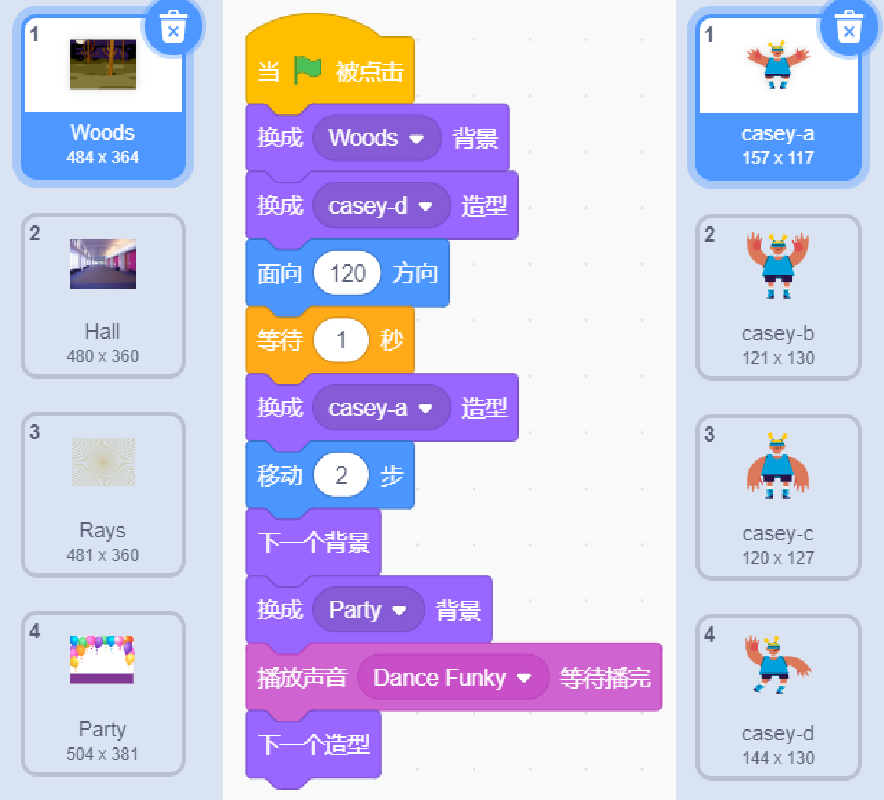 1
Woods
484 x 364
2
Hall
480 x 360
3
Rays
481 x 360
4
Party
504 x 381
当 被点击
换成 Woods 背景
换成 casey-d 造型
面向 120 方向
等待 1 秒
换成 casey-a 造型
移动 2 步
下一个背景
换成 Party 背景
播放声音 Dance Funky 等待播完
下一个造型
1
casey-a
157 x 117
2
casey-b
121 x 130
3
casey-c
120 x 127
4
casey-d
144 x 130